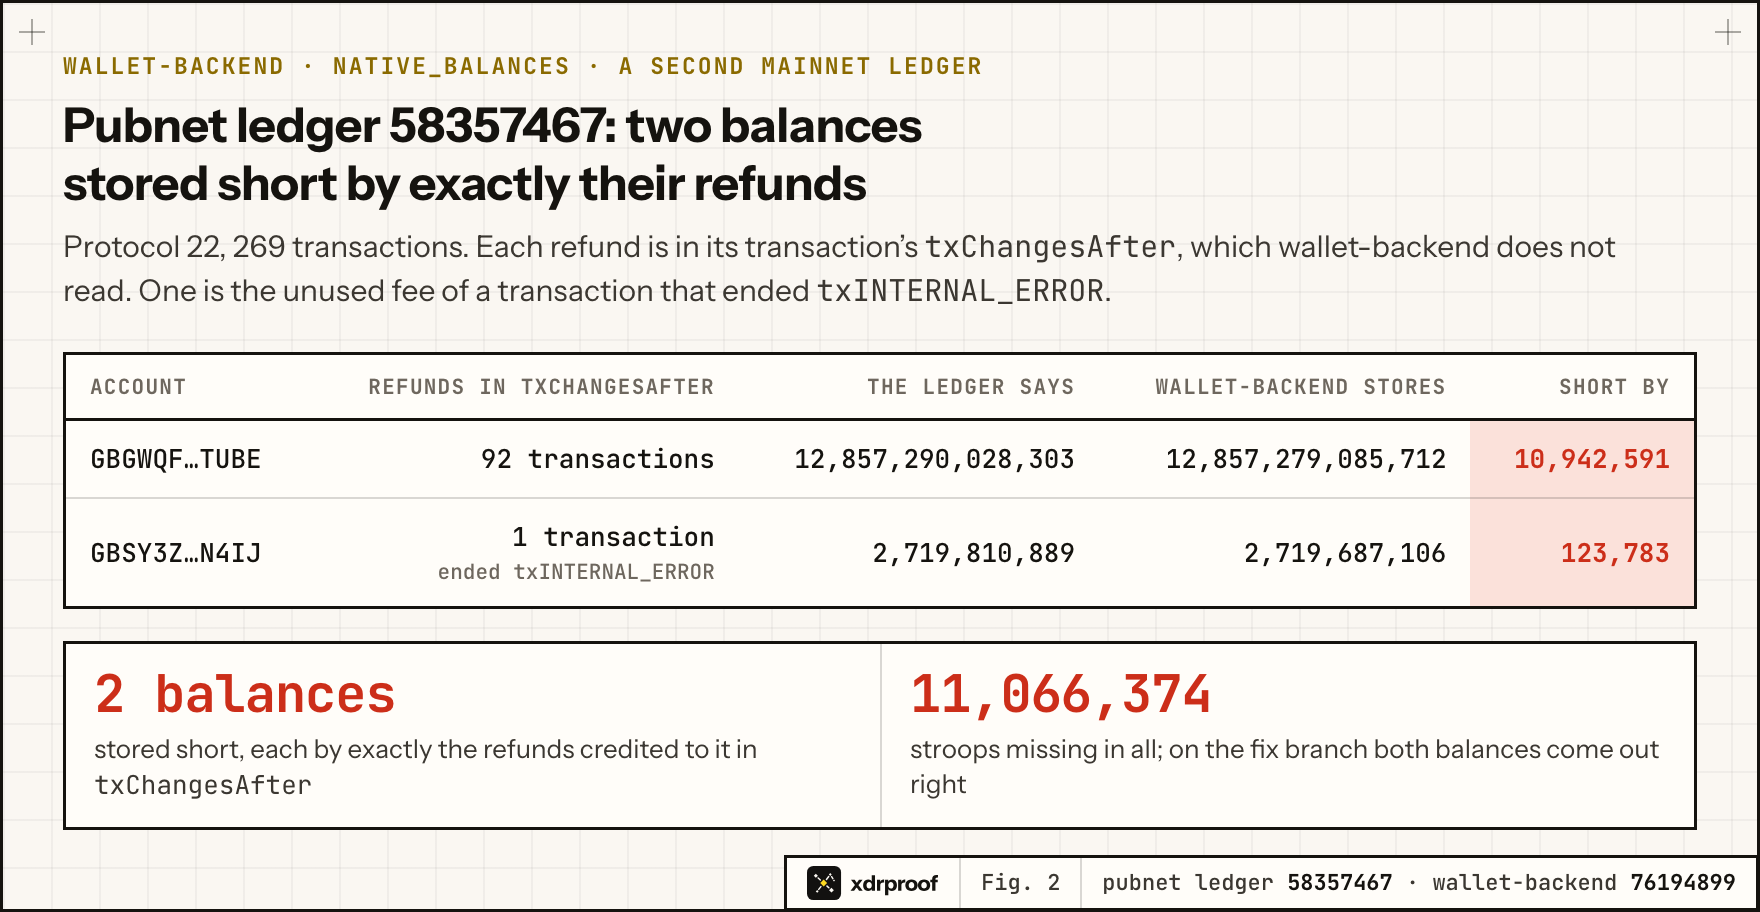 WALLET-BACKEND · NATIVE_BALANCES · A SECOND MAINNET LEDGER
Pubnet ledger 58357467: two balances
stored short by exactly their refunds
Protocol 22, 269 transactions. Each refund is in its transaction’s txChangesAfter, which wallet-backend does not
read. One is the unused fee of a transaction that ended txINTERNAL_ERROR.
ACCOUNT REFUNDS IN TXCHANGESAFTER THE LEDGER SAYS WALLET-BACKEND STORES SHORT BY
GBGWQF…TUBE 92 transactions 12,857,290,028,303 12,857,279,085,712 10,942,591
GBSY3Z…N4IJ 1 transaction 2,719,810,889 2,719,687,106 123,783
ended txINTERNAL_ERROR
2 balances
stored short, each by exactly the refunds credited to it in
txChangesAfter
11,066,374
stroops missing in all; on the fix branch both balances come out
right
xdrproof Fig. 2 pubnet ledger 58357467 · wallet-backend 76194899